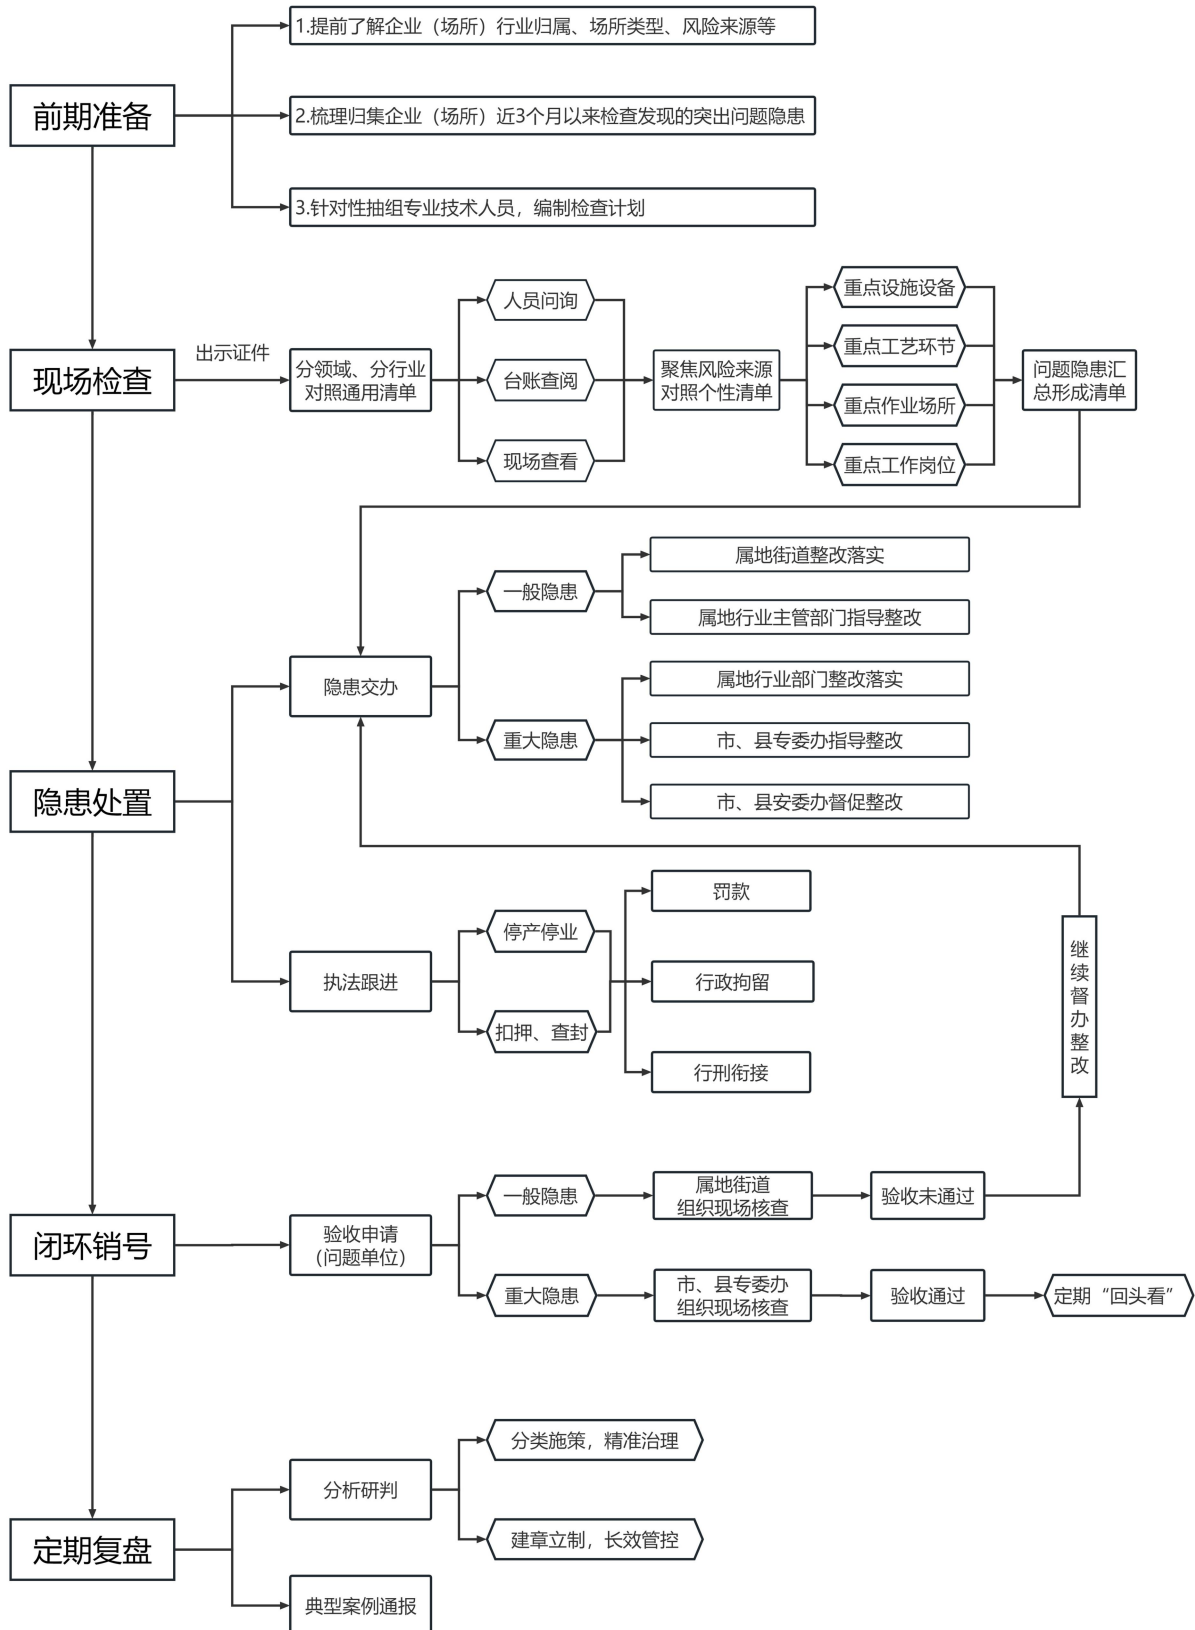 1.提前了解企业（场所）行业归属、场所类型、风险来源等
前期准备
2.梳理归集企业（场所）近3个月以来检查发现的突出问题隐患
3.针对性抽组专业技术人员，编制检查计划
现场检查
出示证件
分领域、分行业
对照通用清单
人员问询
台账查阅
现场查看
聚焦风险来源
对照个性清单
重点设施设备
重点工艺环节
重点作业场所
重点工作岗位
问题隐患汇
总形成清单
隐患处置
隐患交办
一般隐患
属地街道整改落实
属地行业主管部门指导整改
重大隐患
属地行业部门整改落实
市、县专委办指导整改
市、县安委办督促整改
执法跟进
停产停业
扣押、查封
罚款
行政拘留
行刑衔接
继
续
督
办
整
改
闭环销号
验收申请
（问题单位）
一般隐患
属地街道
组织现场核查
验收未通过
重大隐患
市、县专委办
组织现场核查
验收通过
定期“回头看”
定期复盘
分析研判
分类施策，精准治理
建章立制，长效管控
典型案例通报